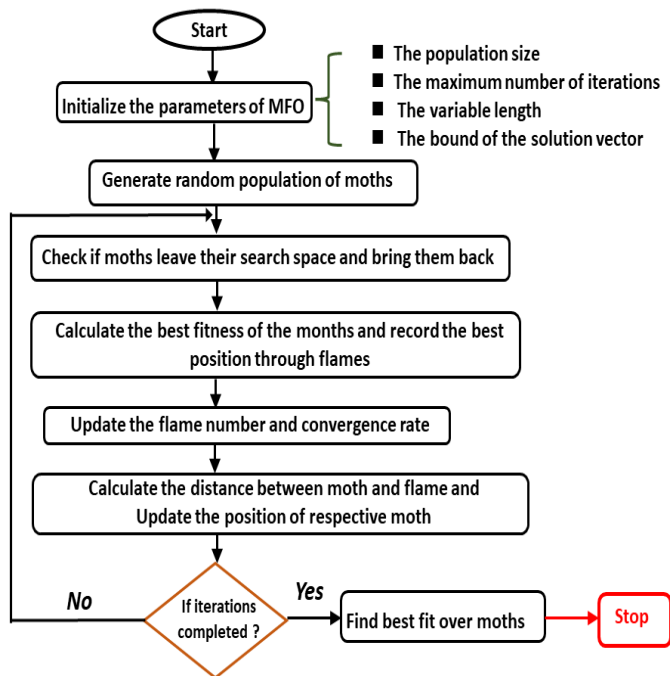 Start
Initialize the parameters of MFO
■ The population size
■ The maximum number of iterations
■ The variable length
■ The bound of the solution vector
Generate random population of moths
Check if moths leave their search space and bring them back
Calculate the best fitness of the months and record the best
position through flames
Update the flame number and convergence rate
Calculate the distance between moth and flame and
Update the position of respective moth
If iterations
completed ?
No
Yes
Find best fit over moths
Stop